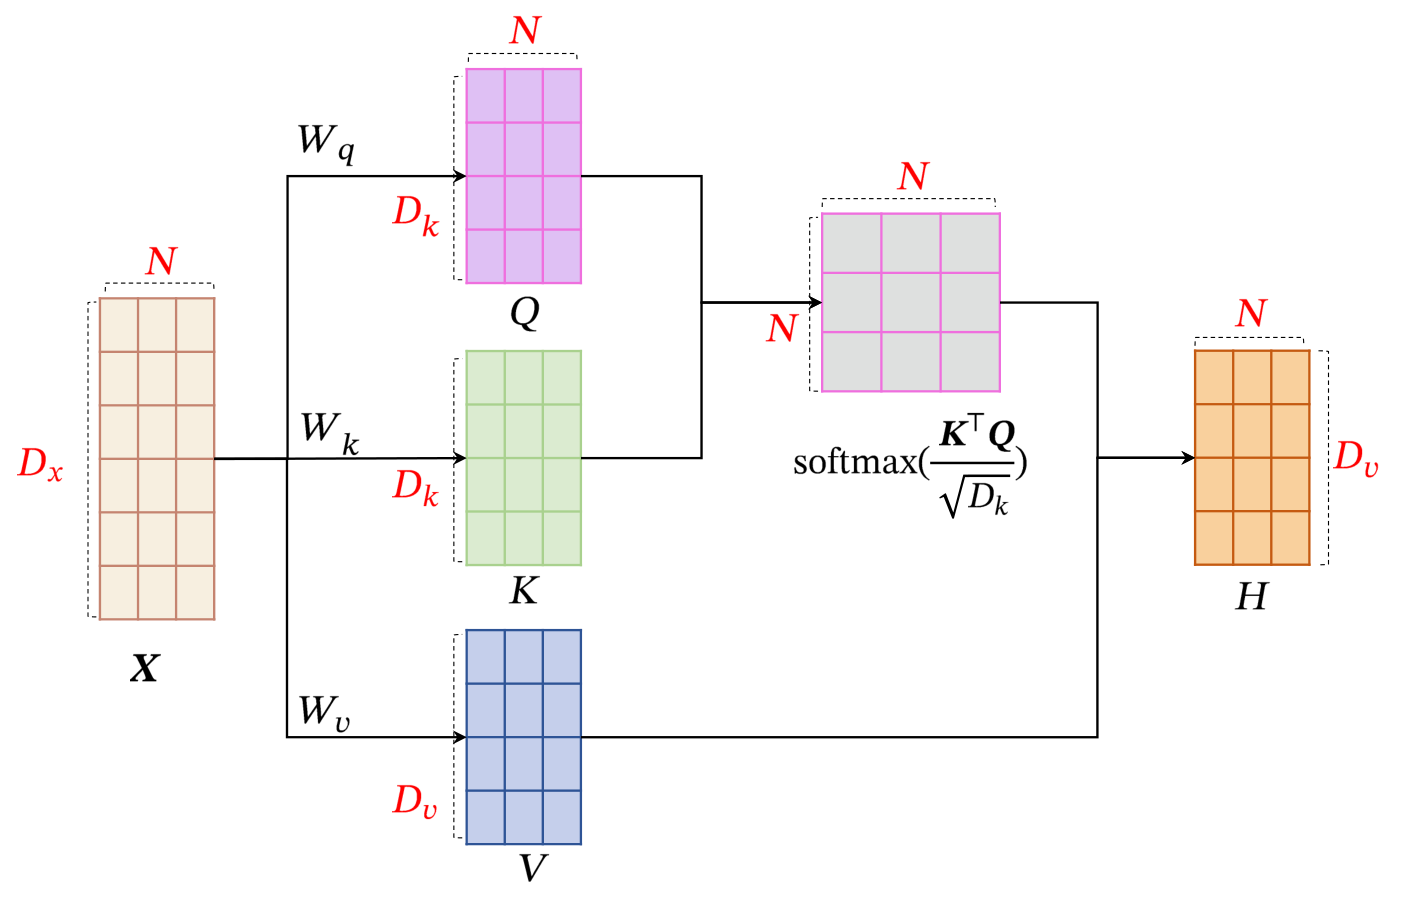 N
D_x
X
W_q
W_k
W_v
N
D_k
Q
D_k
K
D_v
V
N
N
softmax(K^⊤Q/√D_k)
N
D_v
H